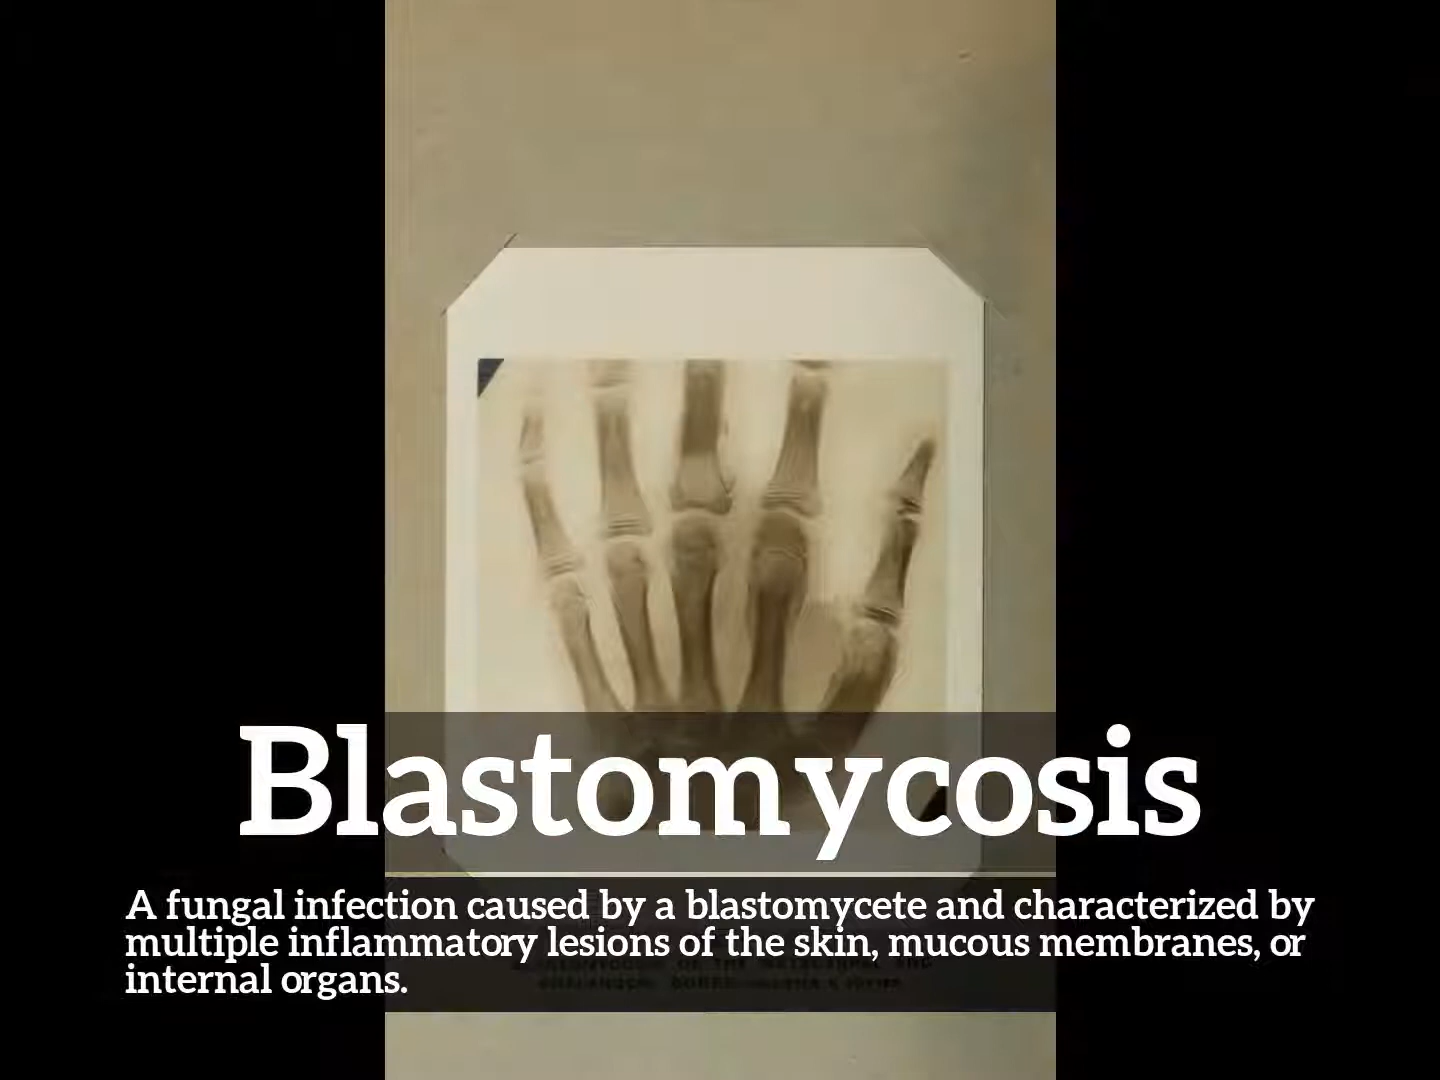 Blastomycosis
A fungal infection caused by a blastomycete and characterized by
multiple inflammatory lesions of the skin, mucous membranes, or
internal organs.